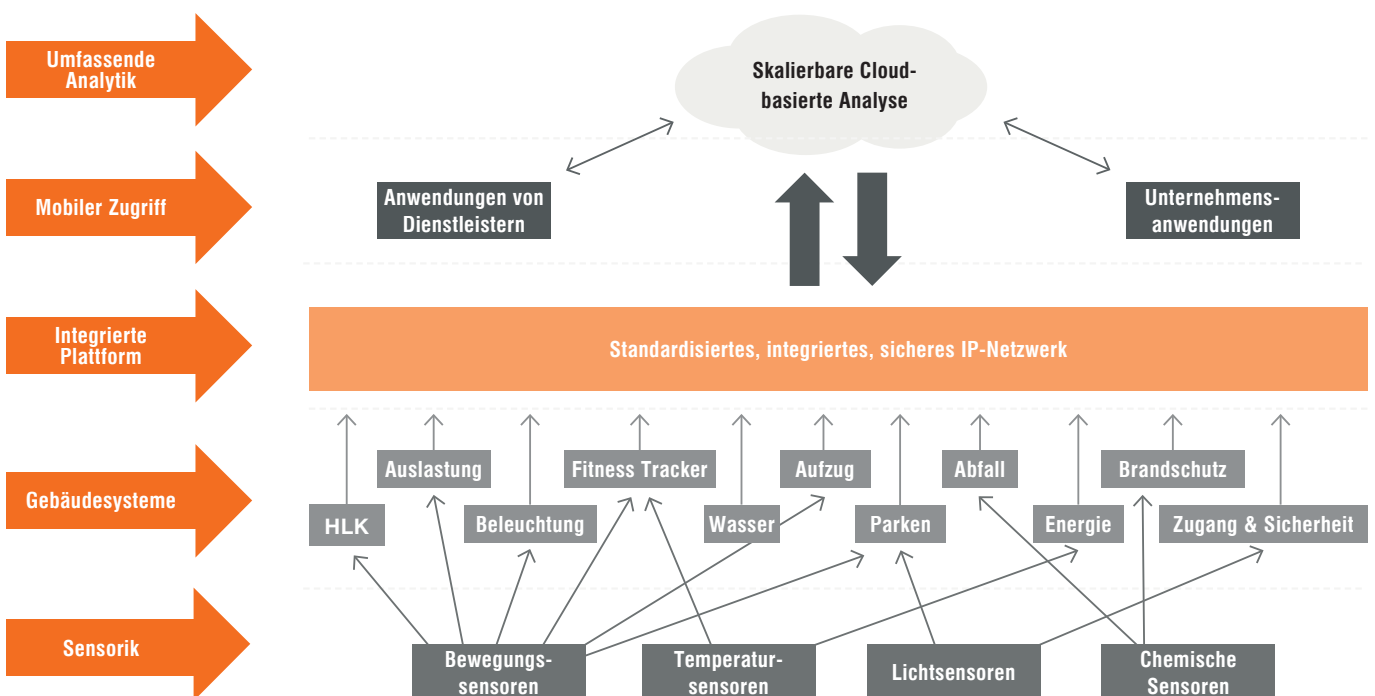 Umfassende
Analytik
Skalierbare Cloud-
basierte Analyse
Mobiler Zugriff
Anwendungen von
Dienstleistern
Unternehmens-
anwendungen
Integrierte
Plattform
Standardisiertes, integriertes, sicheres IP-Netzwerk
Gebäudesysteme
Auslastung
Fitness Tracker
Aufzug
Abfall
Brandschutz
HLK
Beleuchtung
Wasser
Parken
Energie
Zugang & Sicherheit
Sensorik
Bewegungs-
sensoren
Temperatur-
sensoren
Lichtsensoren
Chemische
Sensoren